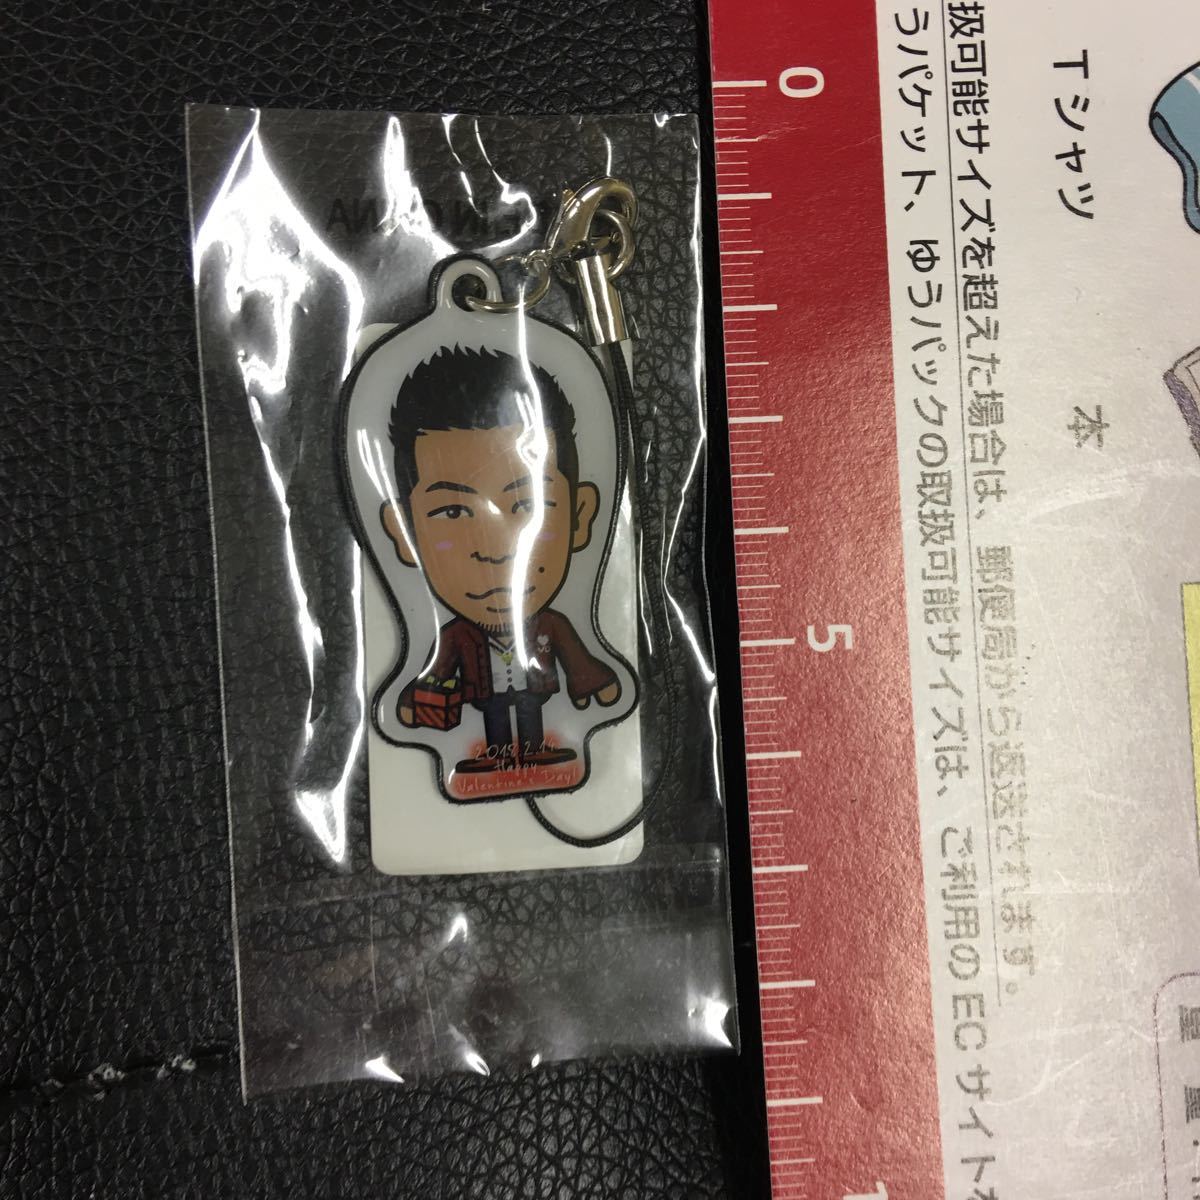 扱可能サイズを超えた場合は、郵便局から返送されます。
うパケット、ゆうパックの取扱可能サイズは、ご利用のECサイト
Tシャツ
本
0
5
1
2018.2.14
Happy
Valentine's Day!